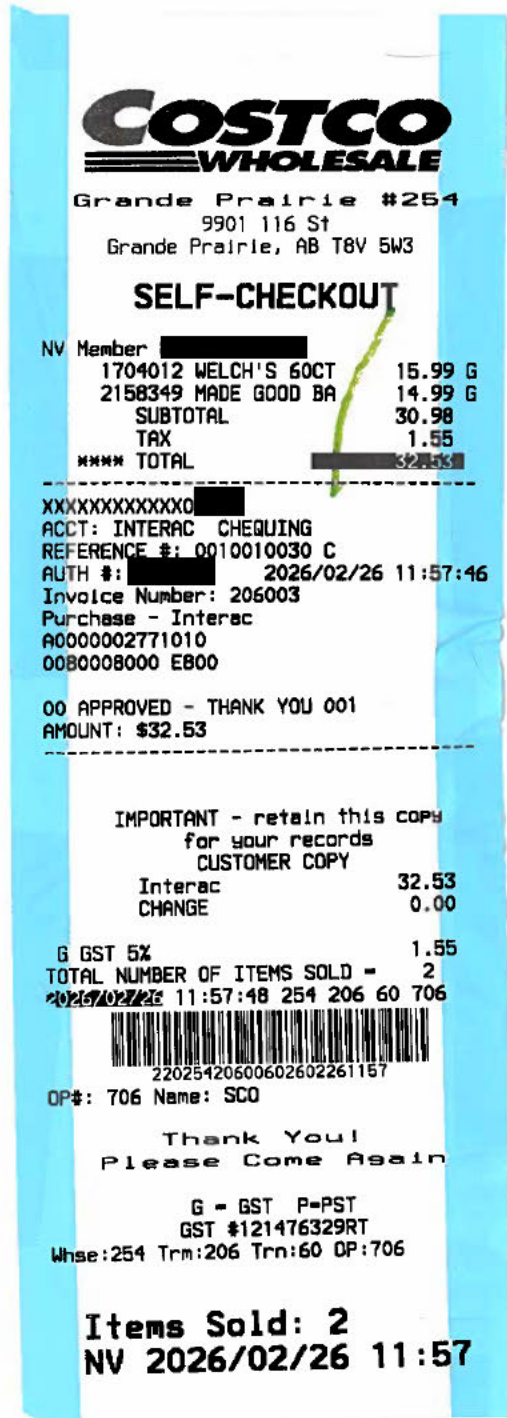 COSTCO
WHOLESALE
Grande Prairie #254
9901 116 St
Grande Prairie, AB T8V 5W3
SELF-CHECKOUT
NV Member
1704012 WELCH'S 60CT 15.99 G
2158349 MADE GOOD BA 14.99 G
SUBTOTAL 30.98
TAX 1.55
**** TOTAL 32.53
XXXXXXXXXXXXX0
ACCT: INTERAC CHEQUING
REFERENCE #: 0010010030 C
AUTH #: 2026/02/26 11:57:46
Invoice Number: 206003
Purchase - Interac
A0000002771010
0080008000 E800
00 APPROVED - THANK YOU 001
AMOUNT: $32.53
IMPORTANT - retain this copy
for your records
CUSTOMER COPY
Interac 32.53
CHANGE 0.00
G GST 5% 1.55
TOTAL NUMBER OF ITEMS SOLD = 2
2026/02/26 11:57:48 254 206 60 706
22025420600602602261157
OP#: 706 Name: SCO
Thank You!
Please Come Again
G = GST P=PST
GST #121476329RT
Whse:254 Trm:206 Trn:60 OP:706
Items Sold: 2
NV 2026/02/26 11:57